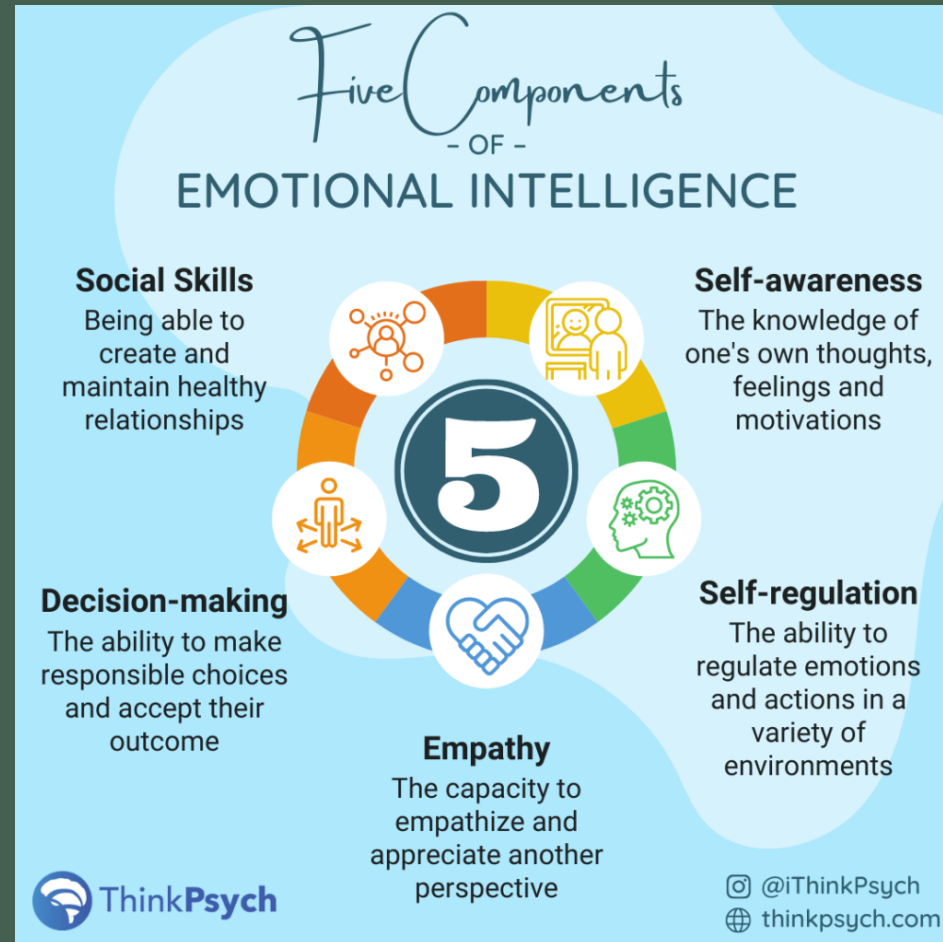 Five Components
- OF -
EMOTIONAL INTELLIGENCE
Social Skills
Being able to
create and
maintain healthy
relationships
Self-awareness
The knowledge of
one's own thoughts,
feelings and
motivations
5
Decision-making
The ability to make
responsible choices
and accept their
outcome
Self-regulation
The ability to
regulate emotions
and actions in a
variety of
environments
Empathy
The capacity to
empathize and
appreciate another
perspective
ThinkPsych
@iThinkPsych
thinkpsych.com